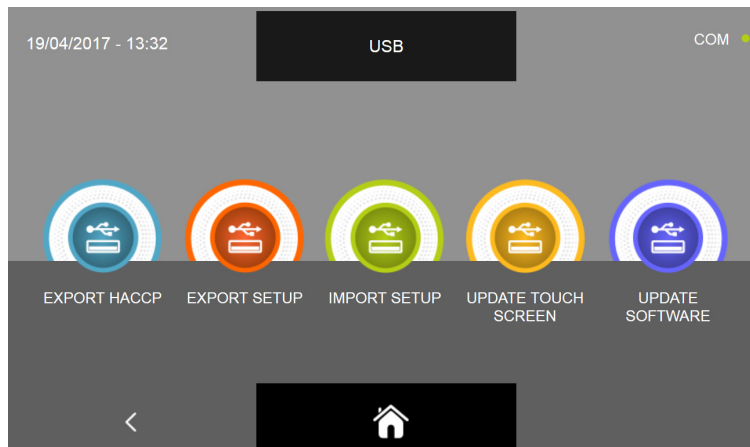 19/04/2017 - 13:32
USB
COM
EXPORT HACCP
EXPORT SETUP
IMPORT SETUP
UPDATE TOUCH
SCREEN
UPDATE
SOFTWARE